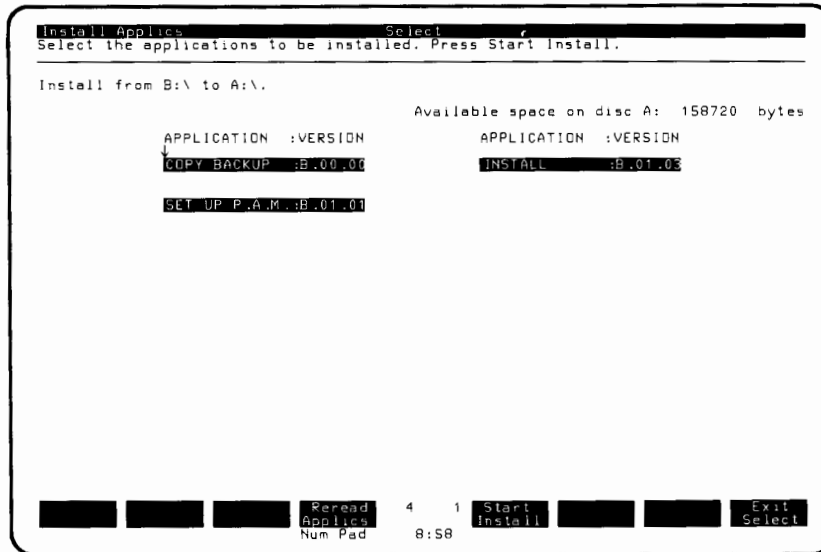 Install Applics Select
Select the applications to be installed. Press Start Install.
Install from B:\ to A:\.
Available space on disc A: 158720 bytes
APPLICATION :VERSION APPLICATION :VERSION
COPY BACKUP :B.00.00 INSTALL :B.01.03
SET UP P.A.M.:B.01.01
Reread 4 1 Start Exit
Applics Install Select
Num Pad 8:58